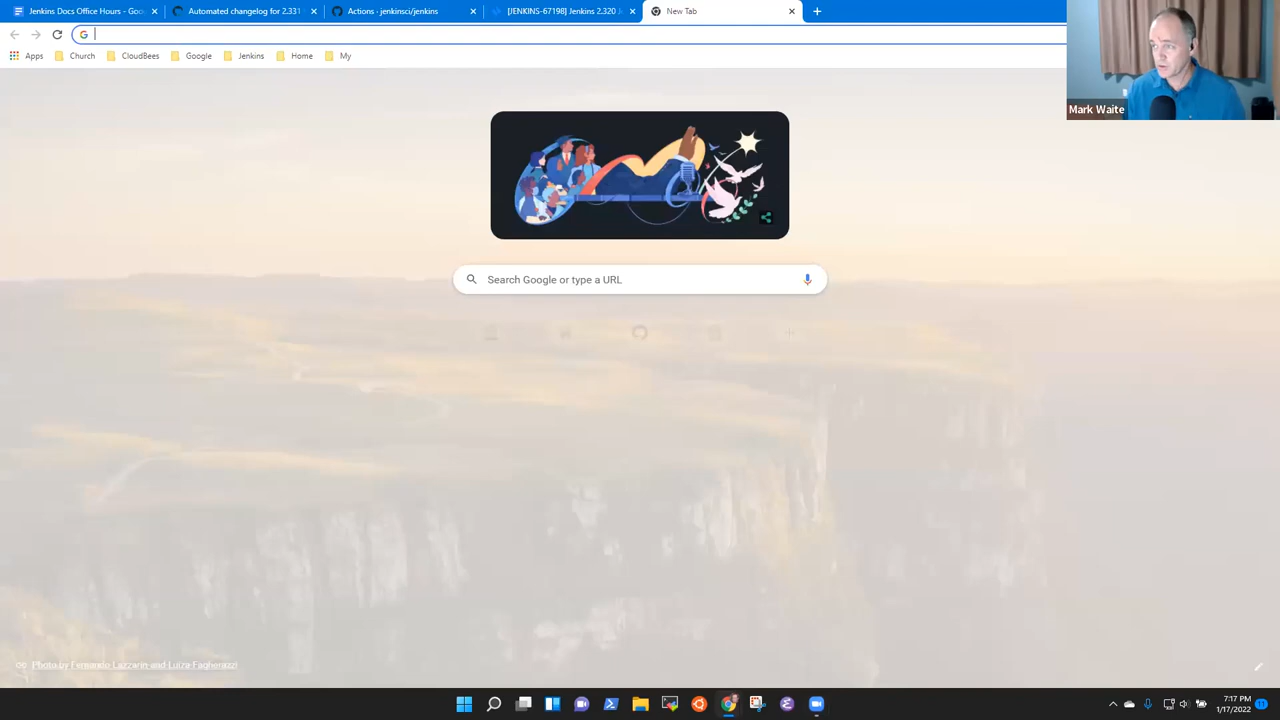 Jenkins Docs Office Hours - Goo
Automated changelog for 2.331
Actions · jenkinsci/jenkins
[JENKINS-67198] Jenkins 2.320 J
New Tab
Apps
Church
CloudBees
Google
Jenkins
Home
My
Mark Waite
Search Google or type a URL
Photo by Fernando Lazzarin and Luiza Fagherazzi
7:17 PM
1/17/2022